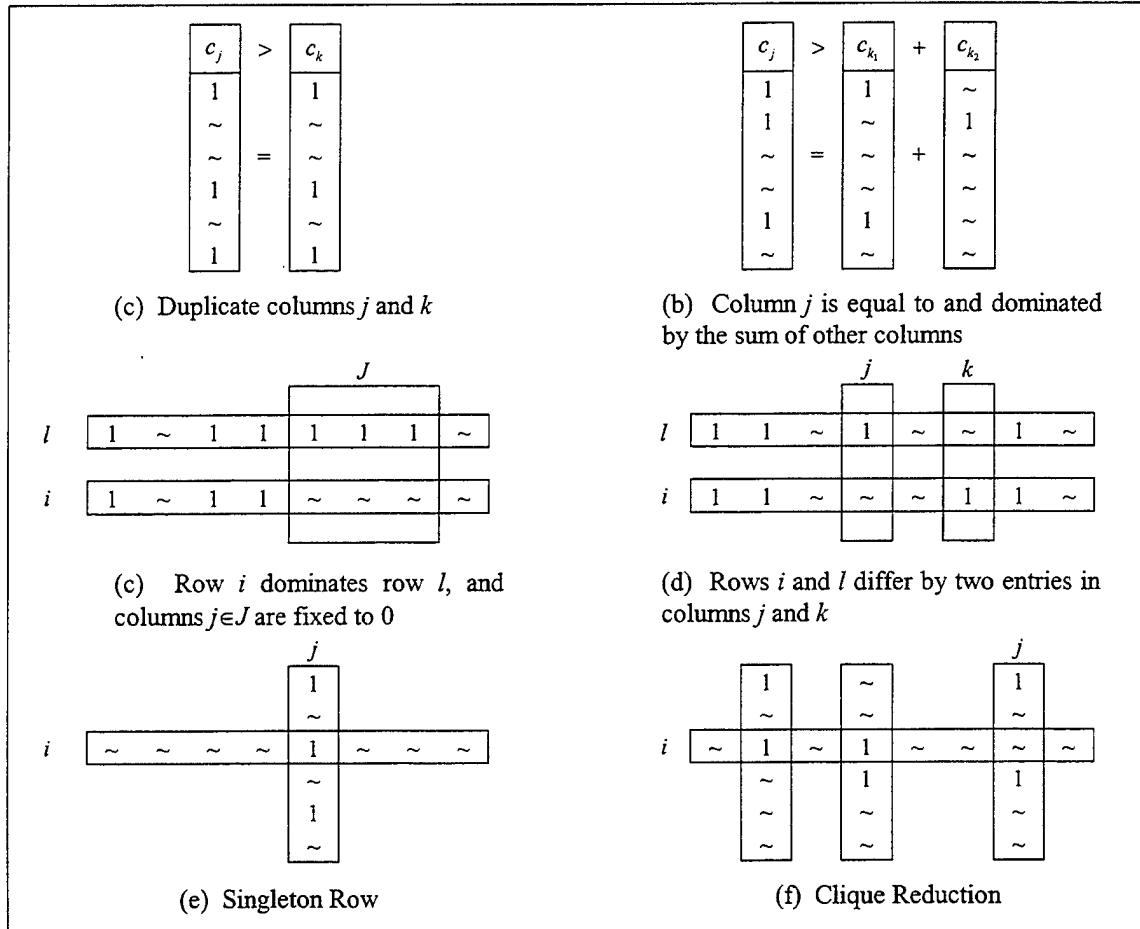 c_j > c_k
1 1
~ ~
~ = ~
1 1
~ ~
1 1
(c) Duplicate columns j and k
c_j > c_{k_1} + c_{k_2}
1 1 ~
1 ~ 1
~ = ~ + ~
~ ~ ~
1 1 ~
~ ~ ~
(b) Column j is equal to and dominated
by the sum of other columns
J
l 1 ~ 1 1 1 1 1 ~
i 1 ~ 1 1 ~ ~ ~ ~
(c) Row i dominates row l, and
columns j∈J are fixed to 0
j k
l 1 1 ~ 1 ~ ~ 1 ~
i 1 1 ~ ~ ~ 1 1 ~
(d) Rows i and l differ by two entries in
columns j and k
j
1
~
i ~ ~ ~ ~ 1 ~ ~ ~
~
1
~
(e) Singleton Row
j
1 ~ 1
~ ~ ~
i ~ 1 ~ 1 ~ ~ ~ ~
~ 1 1
~ ~ ~
~ ~ ~
(f) Clique Reduction